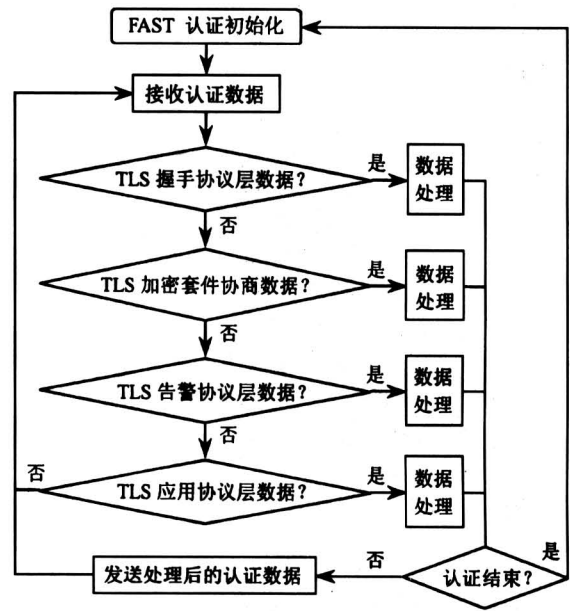 FAST 认证初始化
接收认证数据
TLS 握手协议层数据？
是
数据
处理
否
TLS 加密套件协商数据？
是
数据
处理
否
TLS 告警协议层数据？
是
数据
处理
否
TLS 应用协议层数据？
否
是
数据
处理
发送处理后的认证数据
否
认证结束？
是